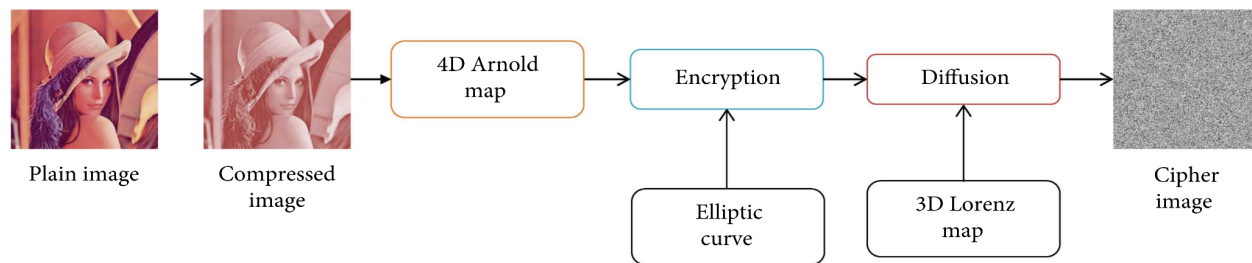 4D Arnold
map
Encryption
Diffusion
Plain image
Compressed
image
Elliptic
curve
3D Lorenz
map
Cipher
image